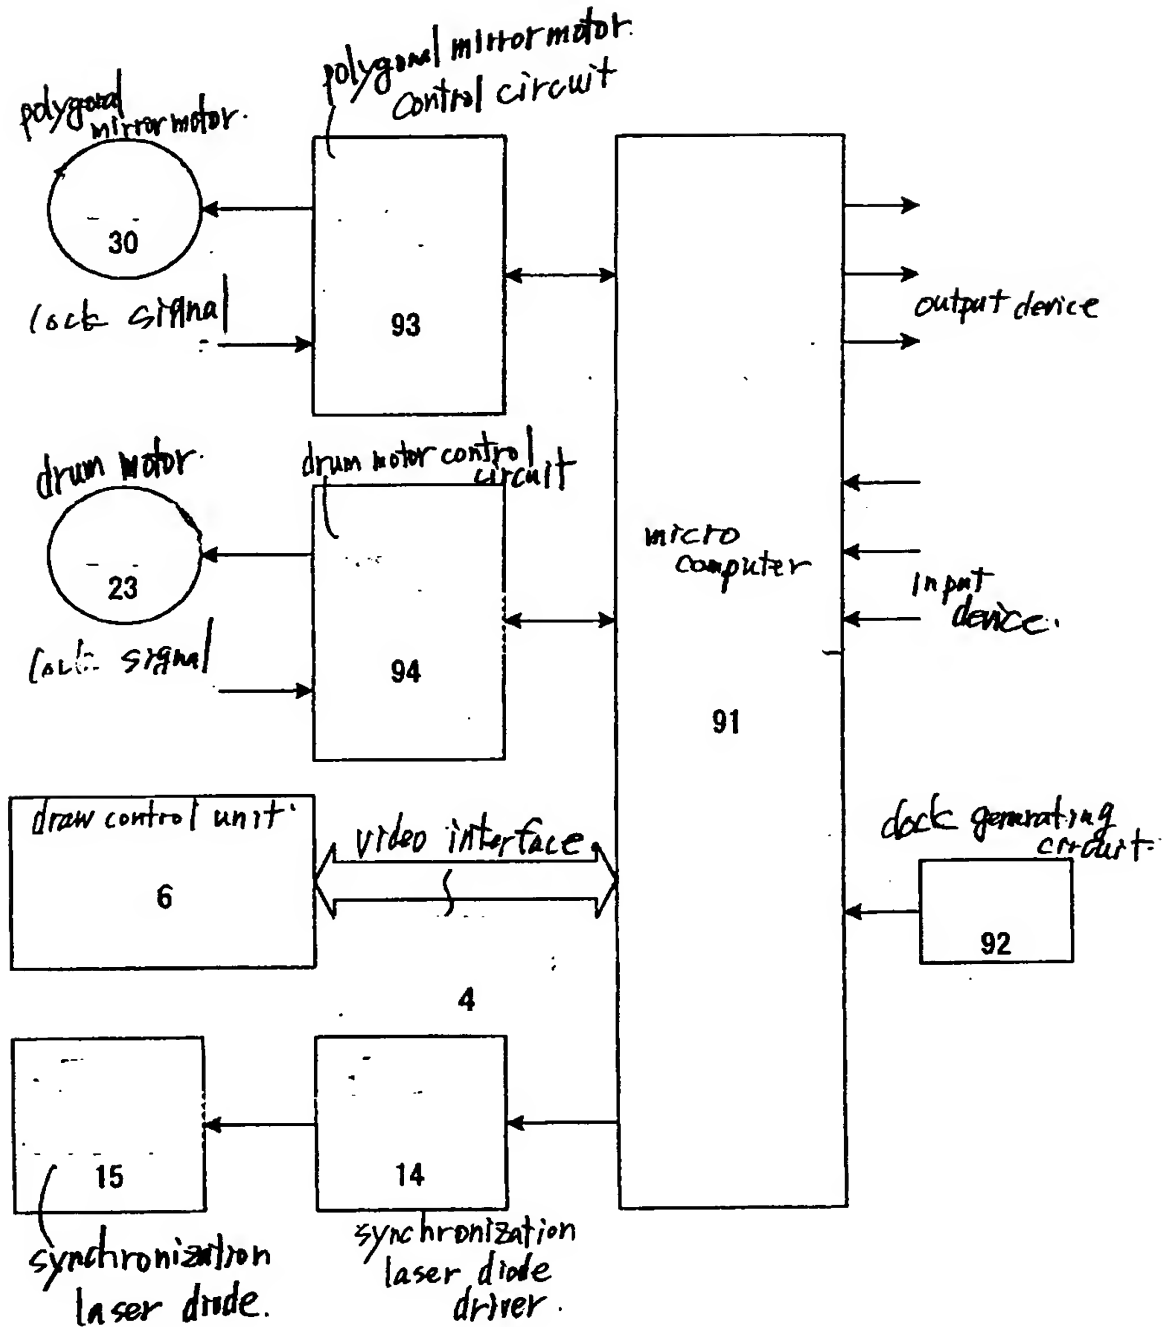 polygonal mirror motor.
control circuit
polygonal
mirror motor.
30
lock signal
93
output device
drum motor.
drum motor control
circuit
23
lock signal
94
micro
computer
input
device.
91
draw control unit.
video interface
6
clock generating
circuit.
92
4
15
14
synchronization
laser diode.
synchronization
laser diode
driver.